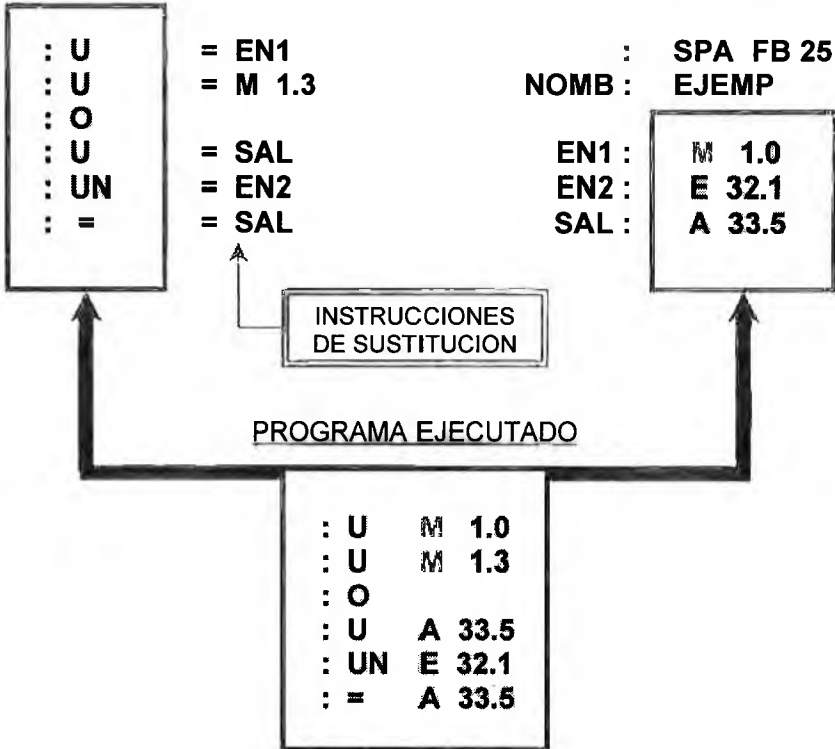 : U = EN1 : SPA FB 25
: U = M 1.3 NOMB : EJEMP
: O
: U = SAL EN1 : M 1.0
: UN = EN2 EN2 : E 32.1
: = = SAL SAL : A 33.5
INSTRUCCIONES
DE SUSTITUCION
PROGRAMA EJECUTADO
: U M 1.0
: U M 1.3
: O
: U A 33.5
: UN E 32.1
: = A 33.5